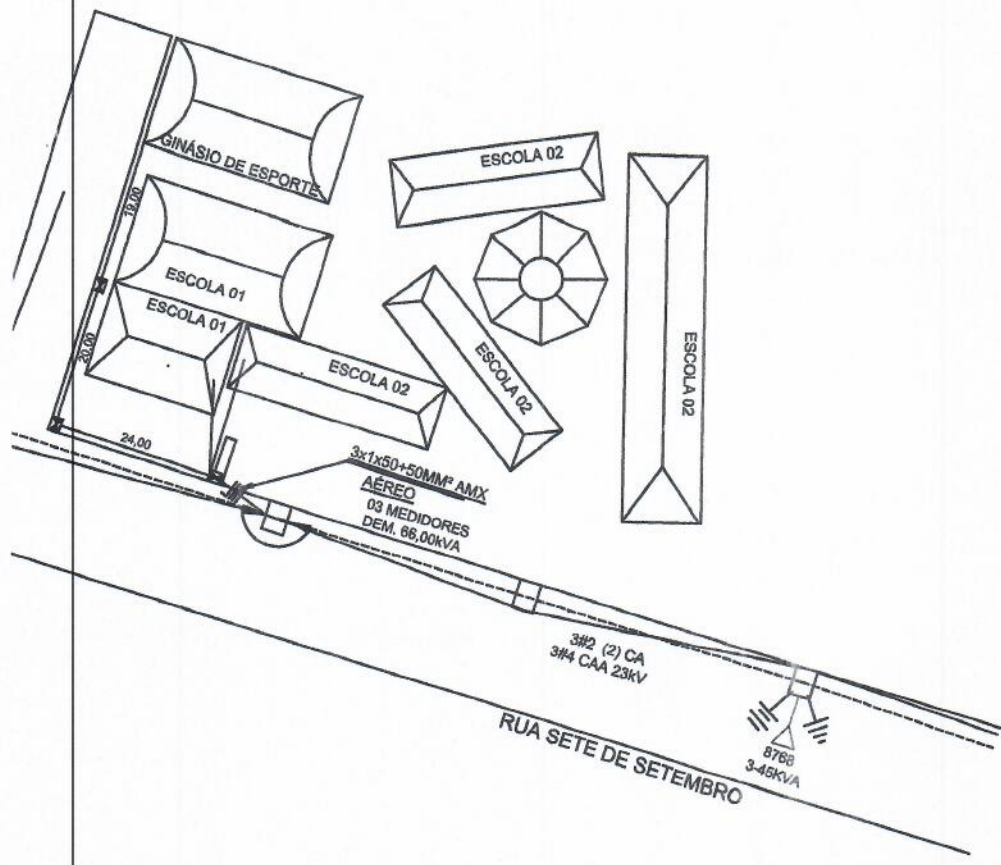 GINÁSIO DE ESPORTE
ESCOLA 02
19,00
ESCOLA 01
ESCOLA 01
ESCOLA 02
ESCOLA 02
ESCOLA 02
20,00
24,00
3x1x50+50MM² AMX
AÉREO
03 MEDIDORES
DEM. 66,00kVA
3#2 (2) CA
3#4 CAA 23kV
RUA SETE DE SETEMBRO
8768
3-45KVA